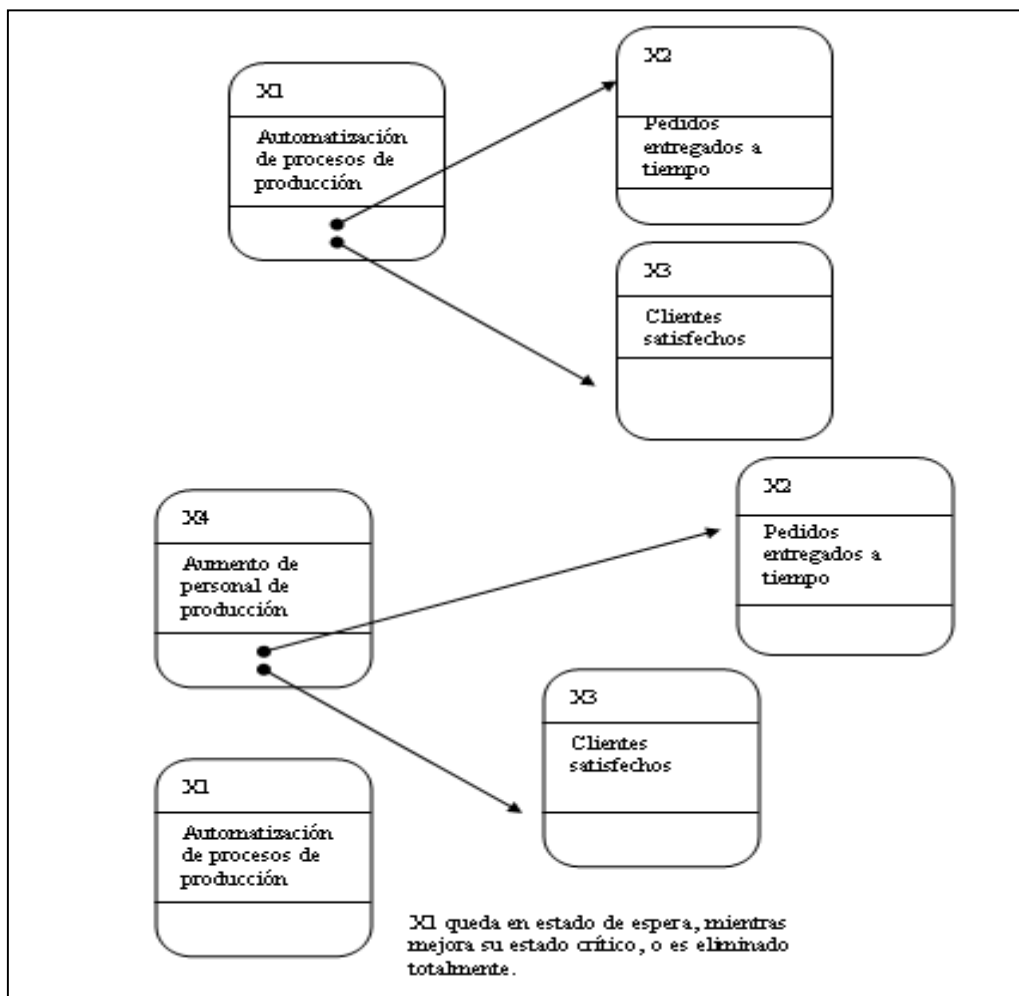 X1
Automatización
de procesos de
producción
X2
Pedidos
entregados a
tiempo
X3
Clientes
satisfechos
X4
Aumento de
personal de
producción
X2
Pedidos
entregados a
tiempo
X3
Clientes
satisfechos
X1
Automatización
de procesos de
producción
X1 queda en estado de espera, mientras
mejora su estado crítico, o es eliminado
totalmente.